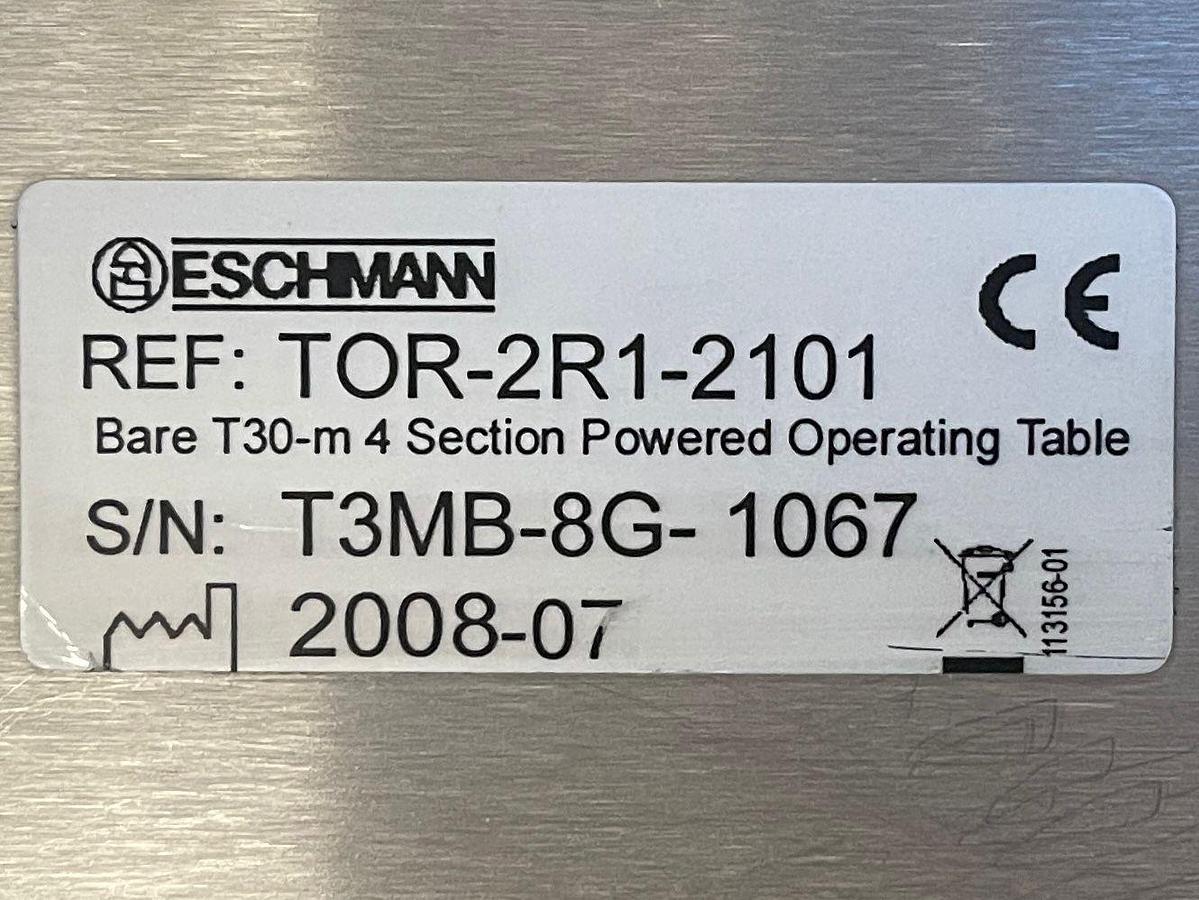 ESCHMANN
CE
REF: TOR-2R1-2101
Bare T30-m 4 Section Powered Operating Table
S/N: T3MB-8G- 1067
2008-07
113156-01